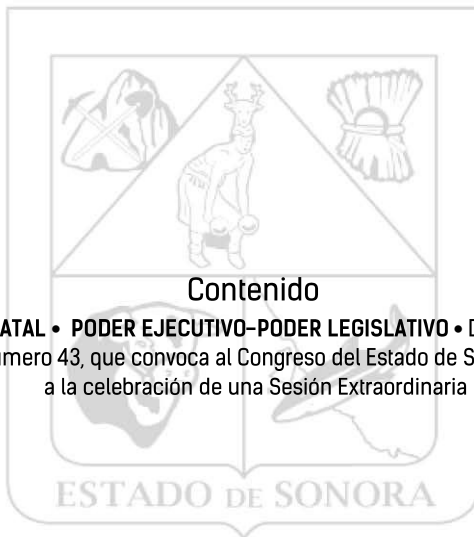 Contenido
ATAL • PODER EJECUTIVO-PODER LEGISLATIVO •
mero 43, que convoca al Congreso del Estado de
a la celebración de una Sesión Extraordinaria
ESTADO DE SONORA